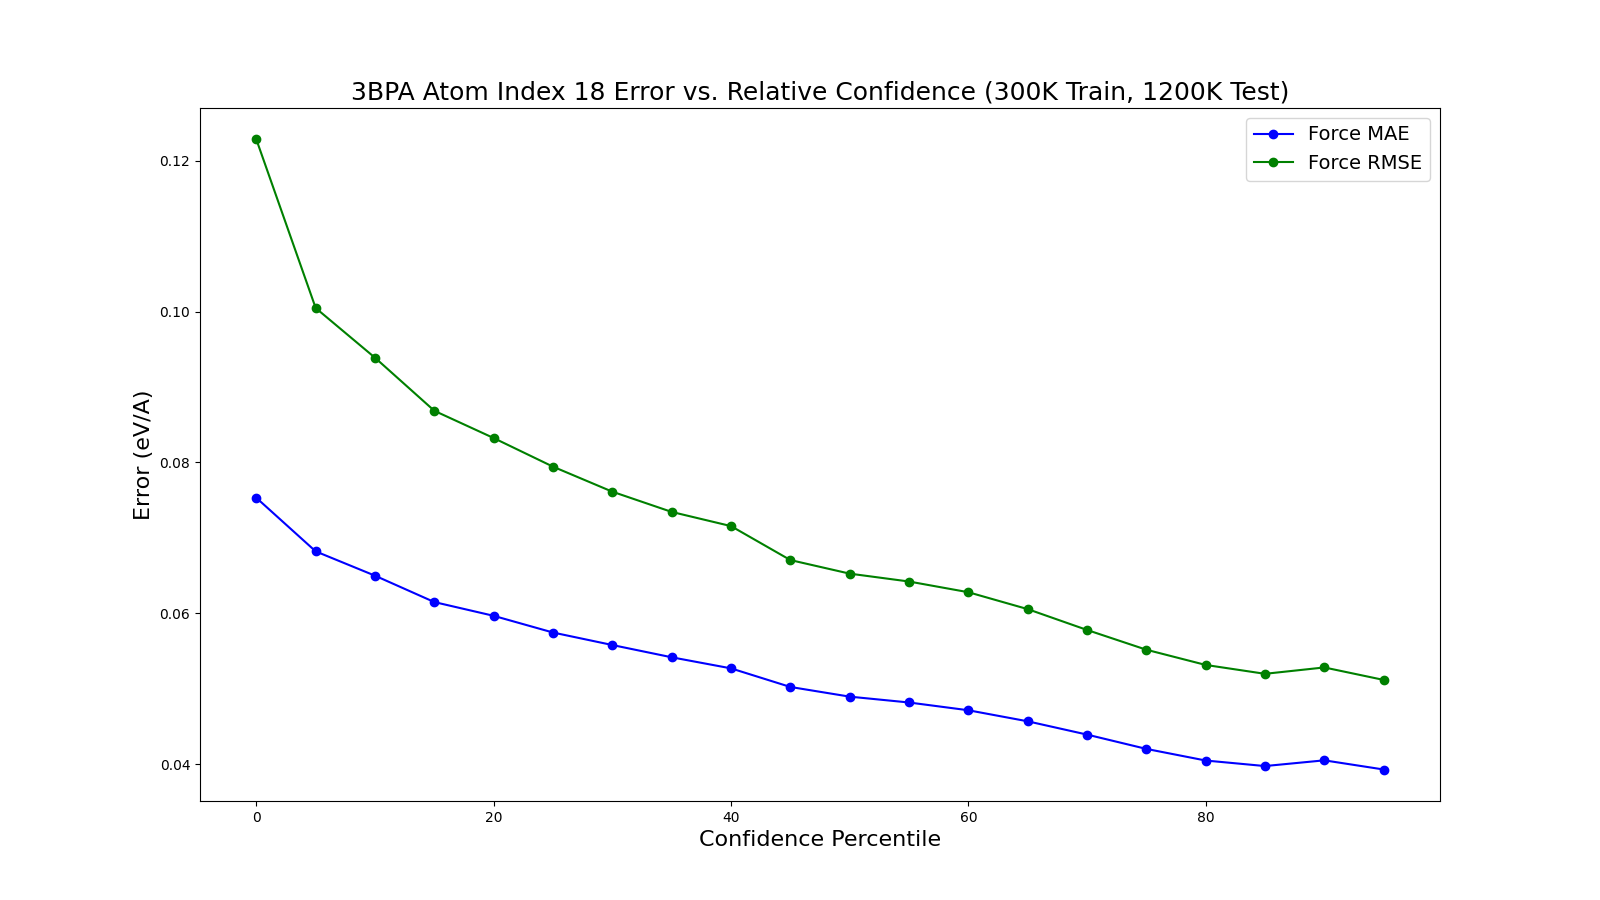 3BPA Atom Index 18 Error vs. Relative Confidence (300K Train, 1200K Test)
Force MAE
Force RMSE
Error (eV/A)
0.12
0.10
0.08
0.06
0.04
0 20 40 60 80
Confidence Percentile